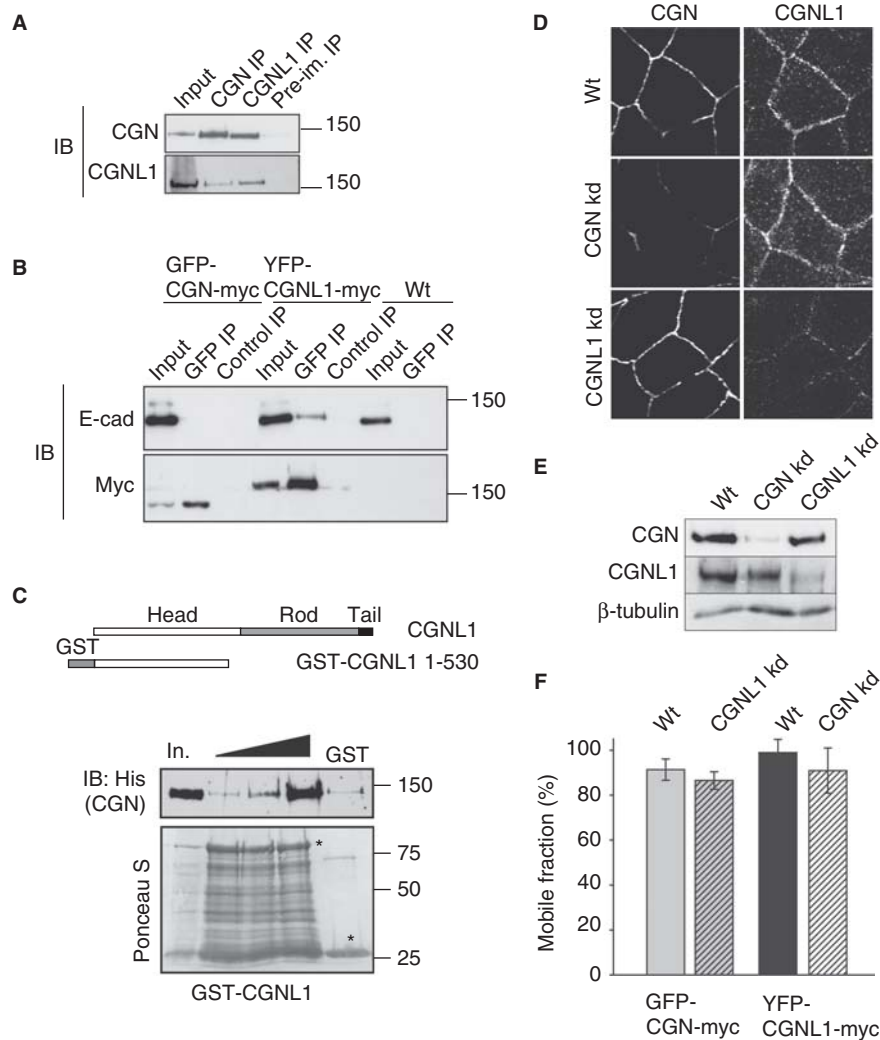 A
Input
CGN IP
CGNL1 IP
Pre-im. IP
IB
CGN
150
CGNL1
150
B
GFP-
CGN-myc
YFP-
CGNL1-myc
Wt
Input
GFP IP
Control IP
Input
GFP IP
Control IP
Input
GFP IP
IB
E-cad
150
Myc
150
C
Head
Rod
Tail
CGNL1
GST
GST-CGNL1 1-530
In.
GST
IB: His
(CGN)
150
Ponceau S
*
75
50
*
25
GST-CGNL1
D
CGN
CGNL1
Wt
CGN kd
CGNL1 kd
E
Wt
CGN kd
CGNL1 kd
CGN
CGNL1
β-tubulin
F
Wt
CGNL1 kd
Wt
CGN kd
Mobile fraction (%)
100
80
60
40
20
0
GFP-
CGN-myc
YFP-
CGNL1-myc